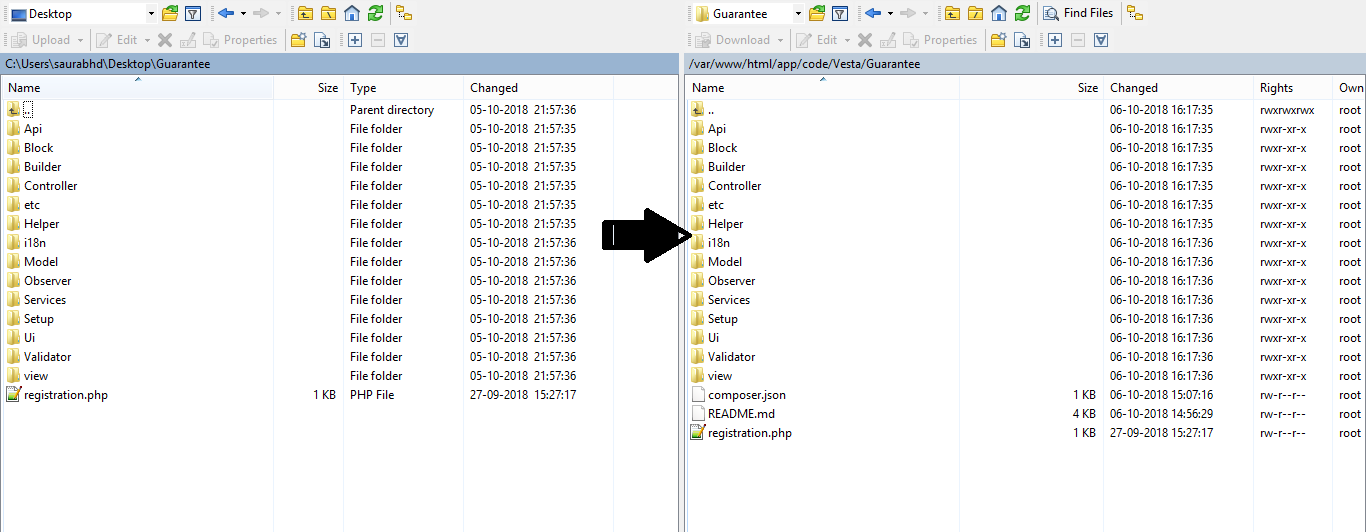 Desktop
Upload Edit Properties
C:\Users\saurabhd\Desktop\Guarantee
Name Size Type Changed
.. Parent directory 05-10-2018 21:57:36
Api File folder 05-10-2018 21:57:35
Block File folder 05-10-2018 21:57:35
Builder File folder 05-10-2018 21:57:35
Controller File folder 05-10-2018 21:57:35
etc File folder 05-10-2018 21:57:35
Helper File folder 05-10-2018 21:57:35
i18n File folder 05-10-2018 21:57:36
Model File folder 05-10-2018 21:57:36
Observer File folder 05-10-2018 21:57:36
Services File folder 05-10-2018 21:57:36
Setup File folder 05-10-2018 21:57:36
Ui File folder 05-10-2018 21:57:36
Validator File folder 05-10-2018 21:57:36
view File folder 05-10-2018 21:57:36
registration.php 1 KB PHP File 27-09-2018 15:27:17
Guarantee Find Files
Download Edit Properties
/var/www/html/app/code/Vesta/Guarantee
Name Size Changed Rights Own
.. 06-10-2018 16:17:35 rwxrwxrwx root
Api 06-10-2018 16:17:35 rwxr-xr-x root
Block 06-10-2018 16:17:35 rwxr-xr-x root
Builder 06-10-2018 16:17:35 rwxr-xr-x root
Controller 06-10-2018 16:17:35 rwxr-xr-x root
etc 06-10-2018 16:17:35 rwxr-xr-x root
Helper 06-10-2018 16:17:35 rwxr-xr-x root
i18n 06-10-2018 16:17:36 rwxr-xr-x root
Model 06-10-2018 16:17:36 rwxr-xr-x root
Observer 06-10-2018 16:17:36 rwxr-xr-x root
Services 06-10-2018 16:17:36 rwxr-xr-x root
Setup 06-10-2018 16:17:36 rwxr-xr-x root
Ui 06-10-2018 16:17:36 rwxr-xr-x root
Validator 06-10-2018 16:17:36 rwxr-xr-x root
view 06-10-2018 16:17:36 rwxr-xr-x root
composer.json 1 KB 06-10-2018 15:07:16 rw-r--r-- root
README.md 4 KB 06-10-2018 14:56:29 rw-r--r-- root
registration.php 1 KB 27-09-2018 15:27:17 rw-r--r-- root